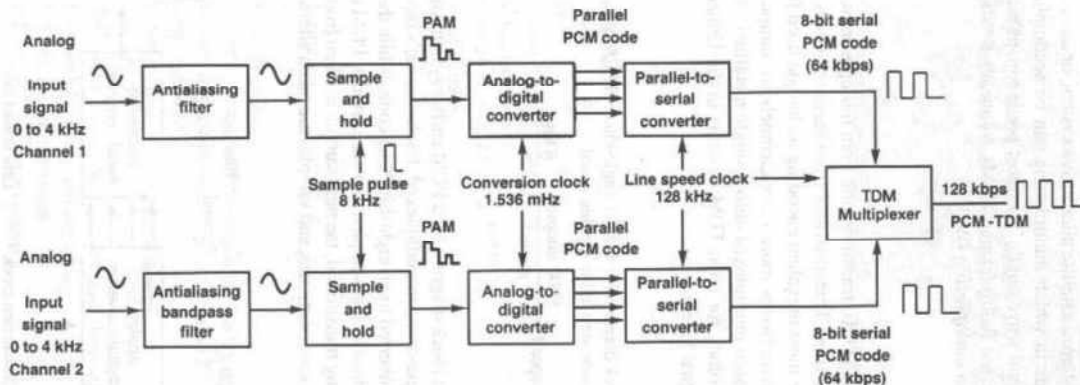 Analog
Input
signal
0 to 4 kHz
Channel 1
Antialiasing
filter
Sample
and
hold
PAM
Analog-to-
digital
converter
Parallel
PCM code
Parallel-to-
serial
converter
8-bit serial
PCM code
(64 kbps)
Sample pulse
8 kHz
Conversion clock
1.536 mHz
Line speed clock
128 kHz
TDM
Multiplexer
128 kbps
PCM -TDM
Analog
Input
signal
0 to 4 kHz
Channel 2
Antialiasing
bandpass
filter
Sample
and
hold
PAM
Analog-to
digital
converter
Parallel
PCM code
Parallel-to-
serial
converter
8-bit serial
PCM code
(64 kbps)